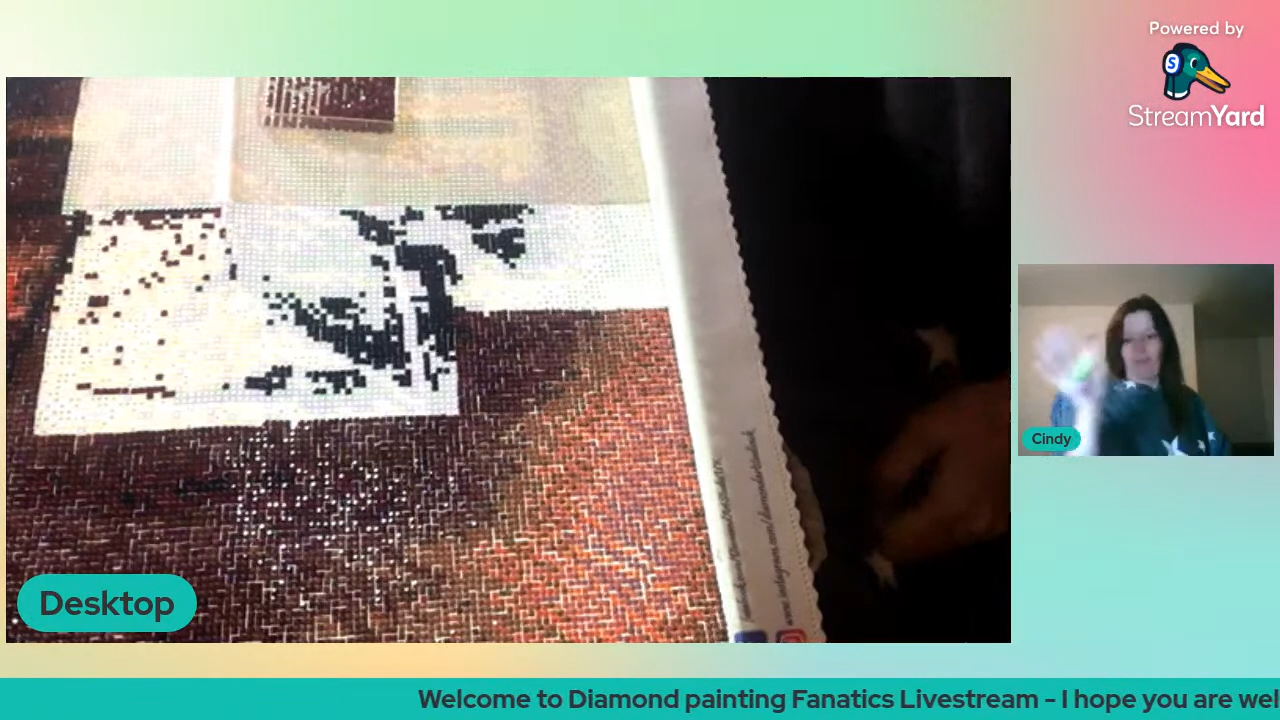 Powered by
S
StreamYard
Cindy
Desktop
Welcome to Diamond painting Fanatics Livestream - I hope you are wel